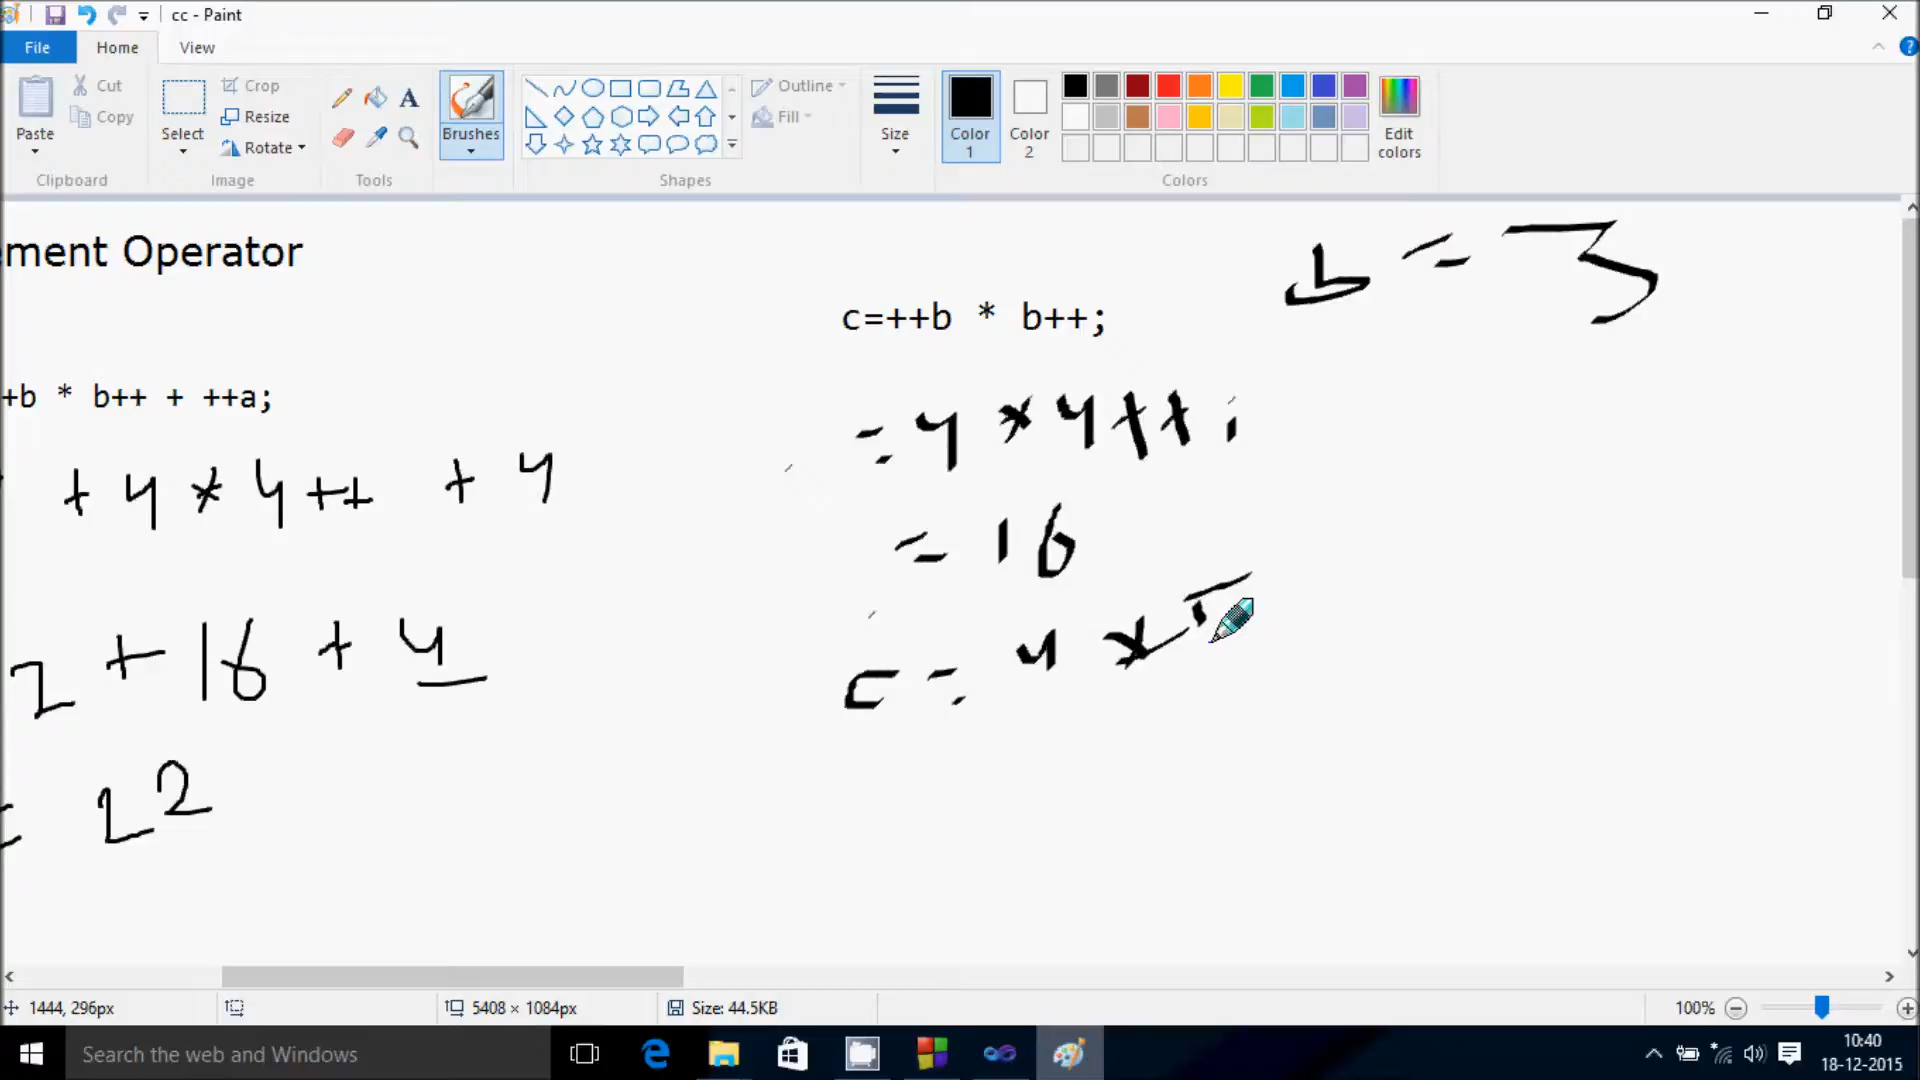 cc - Paint
File Home View
Paste
Cut
Copy
Clipboard
Select
Crop
Resize
Rotate
Image
Tools
Brushes
Shapes
Outline
Fill
Size
Color 1
Color 2
Edit colors
Colors
ement Operator
b = 3
c=++b * b++;
+b * b++ + ++a;
= 4 * 4++ ;
+ 4 * 4++ + 4
= 16
2 + 16 + 4
c = 4 * 5
= 22
1444, 296px
5408 × 1084px
Size: 44.5KB
100%
Search the web and Windows
10:40
18-12-2015